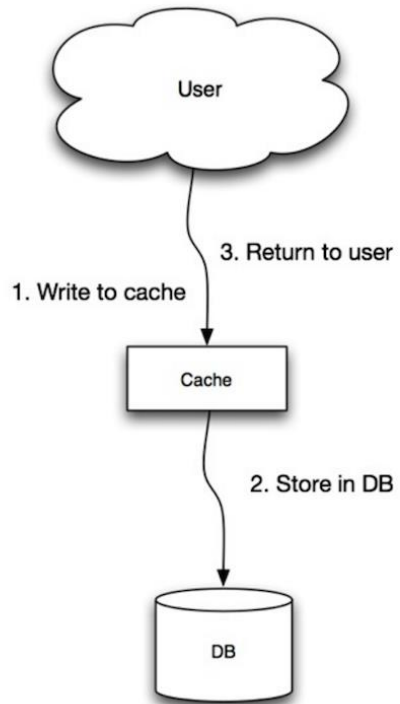 User
3. Return to user
1. Write to cache
Cache
2. Store in DB
DB